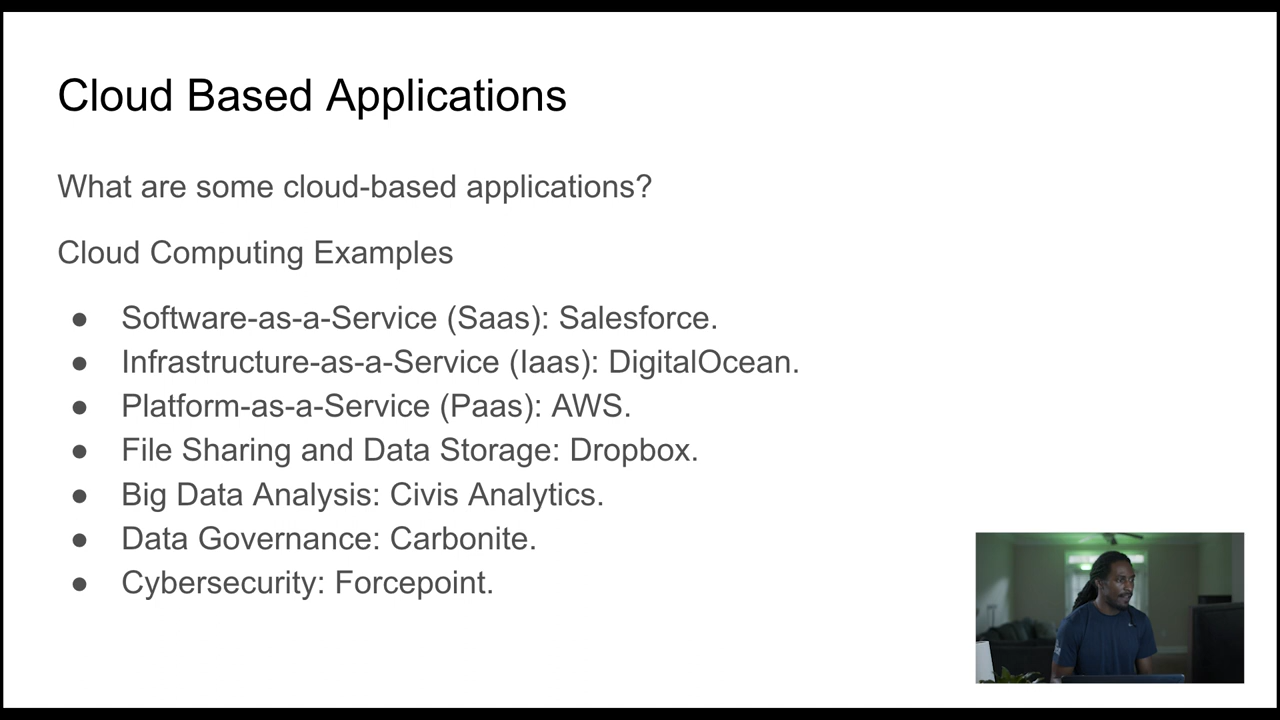 Cloud Based Applications
What are some cloud-based applications?
Cloud Computing Examples
● Software-as-a-Service (Saas): Salesforce.
● Infrastructure-as-a-Service (Iaas): DigitalOcean.
● Platform-as-a-Service (Paas): AWS.
● File Sharing and Data Storage: Dropbox.
● Big Data Analysis: Civis Analytics.
● Data Governance: Carbonite.
● Cybersecurity: Forcepoint.